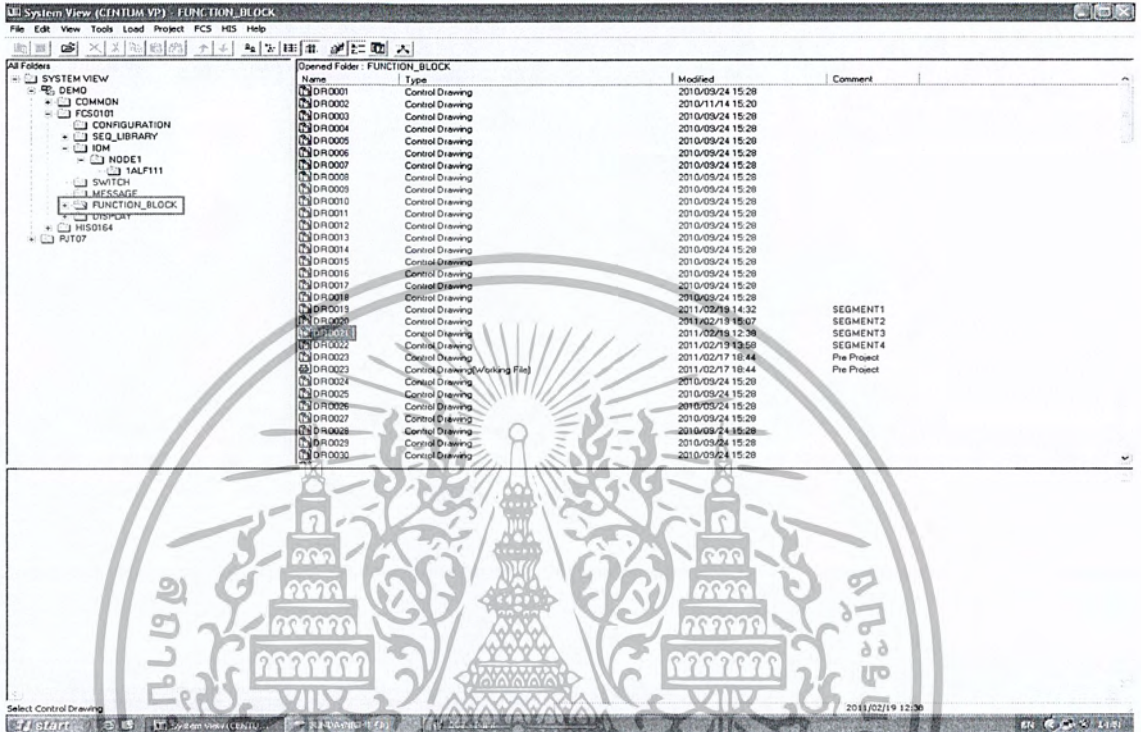 System View (CENTUM VP) - FUNCTION_BLOCK
File Edit View Tools Load Project FCS HIS Help
All Folders
SYSTEM VIEW
DEMO
COMMON
FCS0101
CONFIGURATION
SEQ_LIBRARY
IOM
NODE1
1ALF111
SWITCH
MESSAGE
FUNCTION_BLOCK
DISPLAY
HIS0164
PJT07
Opened Folder : FUNCTION_BLOCK
Name Type Modified Comment
DR0001 Control Drawing 2010/09/24 15:28
DR0002 Control Drawing 2010/11/14 15:20
DR0003 Control Drawing 2010/09/24 15:28
DR0004 Control Drawing 2010/09/24 15:28
DR0005 Control Drawing 2010/09/24 15:28
DR0006 Control Drawing 2010/09/24 15:28
DR0007 Control Drawing 2010/09/24 15:28
DR0008 Control Drawing 2010/09/24 15:28
DR0009 Control Drawing 2010/09/24 15:28
DR0010 Control Drawing 2010/09/24 15:28
DR0011 Control Drawing 2010/09/24 15:28
DR0012 Control Drawing 2010/09/24 15:28
DR0013 Control Drawing 2010/09/24 15:28
DR0014 Control Drawing 2010/09/24 15:28
DR0015 Control Drawing 2010/09/24 15:28
DR0016 Control Drawing 2010/09/24 15:28
DR0017 Control Drawing 2010/09/24 15:28
DR0018 Control Drawing 2010/09/24 15:28
DR0019 Control Drawing 2011/02/19 14:32 SEGMENT1
DR0020 Control Drawing 2011/02/19 15:07 SEGMENT2
DR0021 Control Drawing 2011/02/19 12:38 SEGMENT3
DR0022 Control Drawing 2011/02/19 13:58 SEGMENT4
DR0023 Control Drawing 2011/02/17 18:44 Pre Project
DR0023 Control Drawing(Working File) 2011/02/17 18:44 Pre Project
DR0024 Control Drawing 2010/09/24 15:28
DR0025 Control Drawing 2010/09/24 15:28
DR0026 Control Drawing 2010/09/24 15:28
DR0027 Control Drawing 2010/09/24 15:28
DR0028 Control Drawing 2010/09/24 15:28
DR0029 Control Drawing 2010/09/24 15:28
DR0030 Control Drawing 2010/09/24 15:28
Select Control Drawing 2011/02/19 12:38
start System View (CENTU... EN